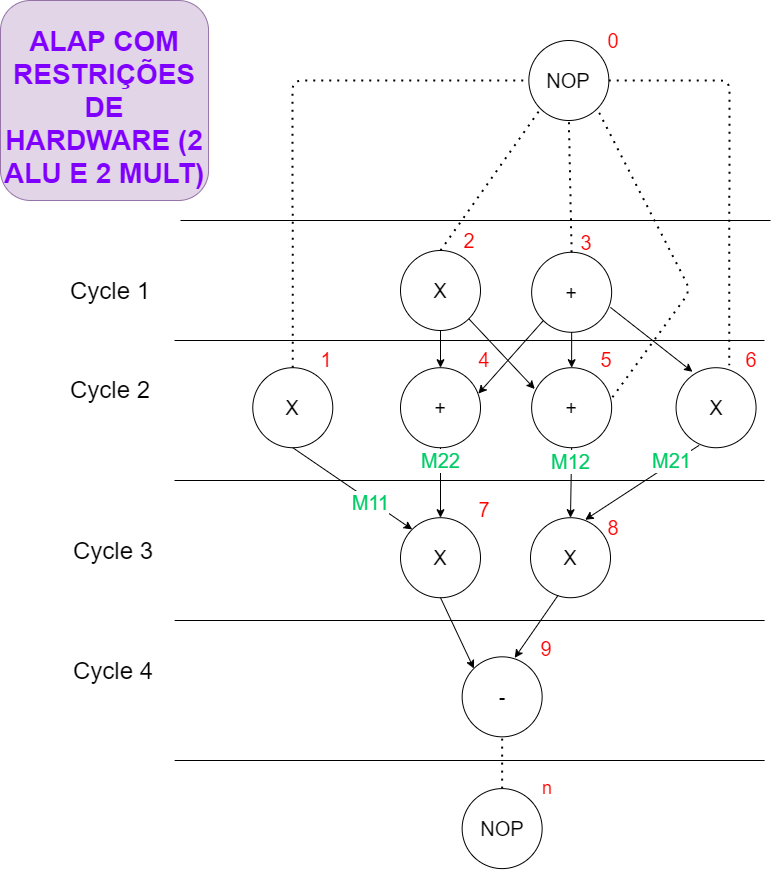 ALAP COM
RESTRIÇÕES
DE
HARDWARE (2
ALU E 2 MULT)
0
NOP
Cycle 1
2
X
3
+
Cycle 2
1
X
4
+
5
+
6
X
M22
M12
M21
M11
Cycle 3
7
X
8
X
Cycle 4
9
-
n
NOP